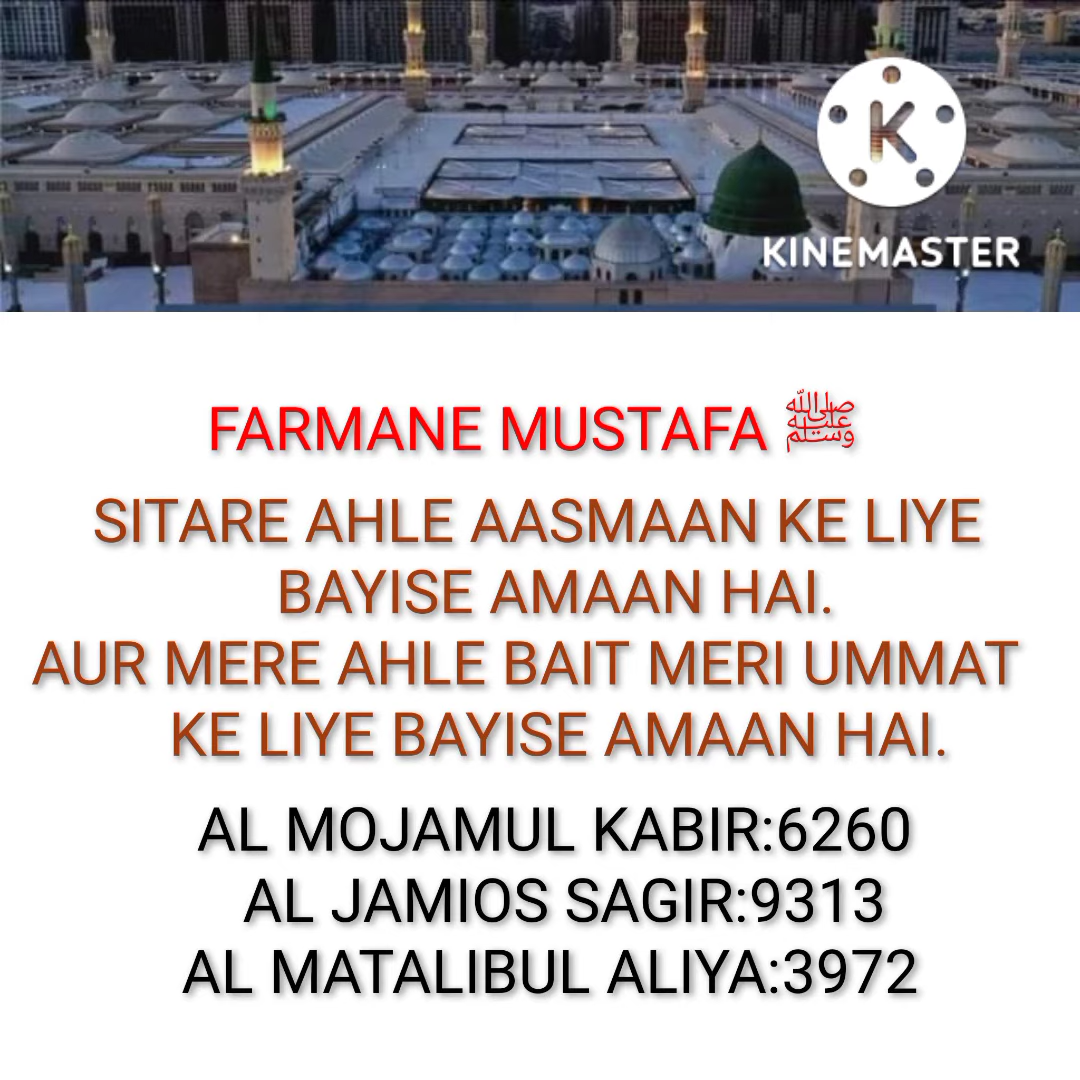 K
KINEMASTER
FARMANE MUSTAFA ﷺ
SITARE AHLE AASMAAN KE LIYE
BAYISE AMAAN HAI.
AUR MERE AHLE BAIT MERI UMMAT
KE LIYE BAYISE AMAAN HAI.
AL MOJAMUL KABIR:6260
AL JAMIOS SAGIR:9313
AL MATALIBUL ALIYA:3972